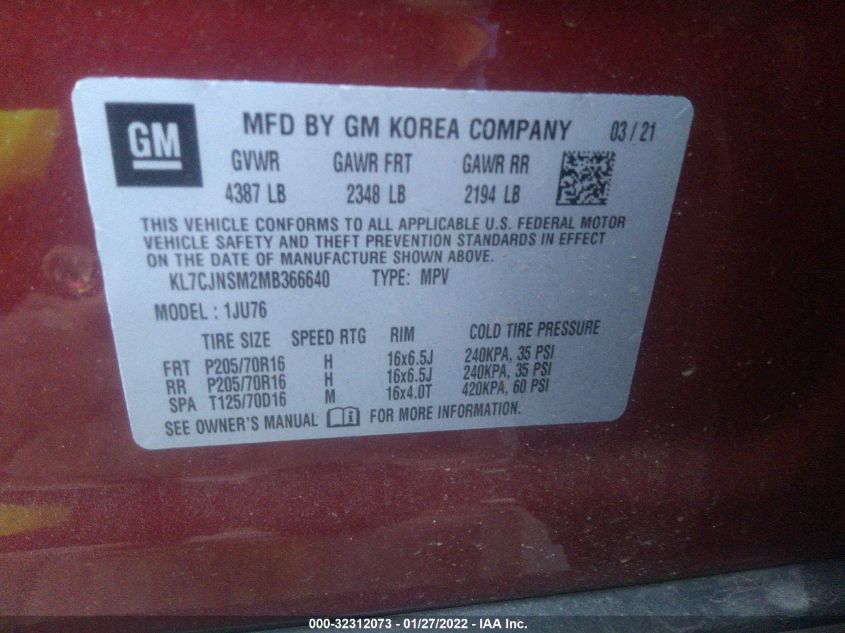 GM MFD BY GM KOREA COMPANY 03/21
GVWR GAWR FRT GAWR RR
4387 LB 2348 LB 2194 LB
THIS VEHICLE CONFORMS TO ALL APPLICABLE U.S. FEDERAL MOTOR
VEHICLE SAFETY AND THEFT PREVENTION STANDARDS IN EFFECT
ON THE DATE OF MANUFACTURE SHOWN ABOVE.
KL7CJNSM2MB366640 TYPE: MPV
MODEL : 1JU76
TIRE SIZE SPEED RTG RIM COLD TIRE PRESSURE
FRT P205/70R16 H 16x6.5J 240KPA, 35 PSI
RR P205/70R16 H 16x6.5J 240KPA, 35 PSI
SPA T125/70D16 M 16x4.0T 420KPA, 60 PSI
SEE OWNER'S MANUAL FOR MORE INFORMATION.
000-32312073 - 01/27/2022 - IAA Inc.